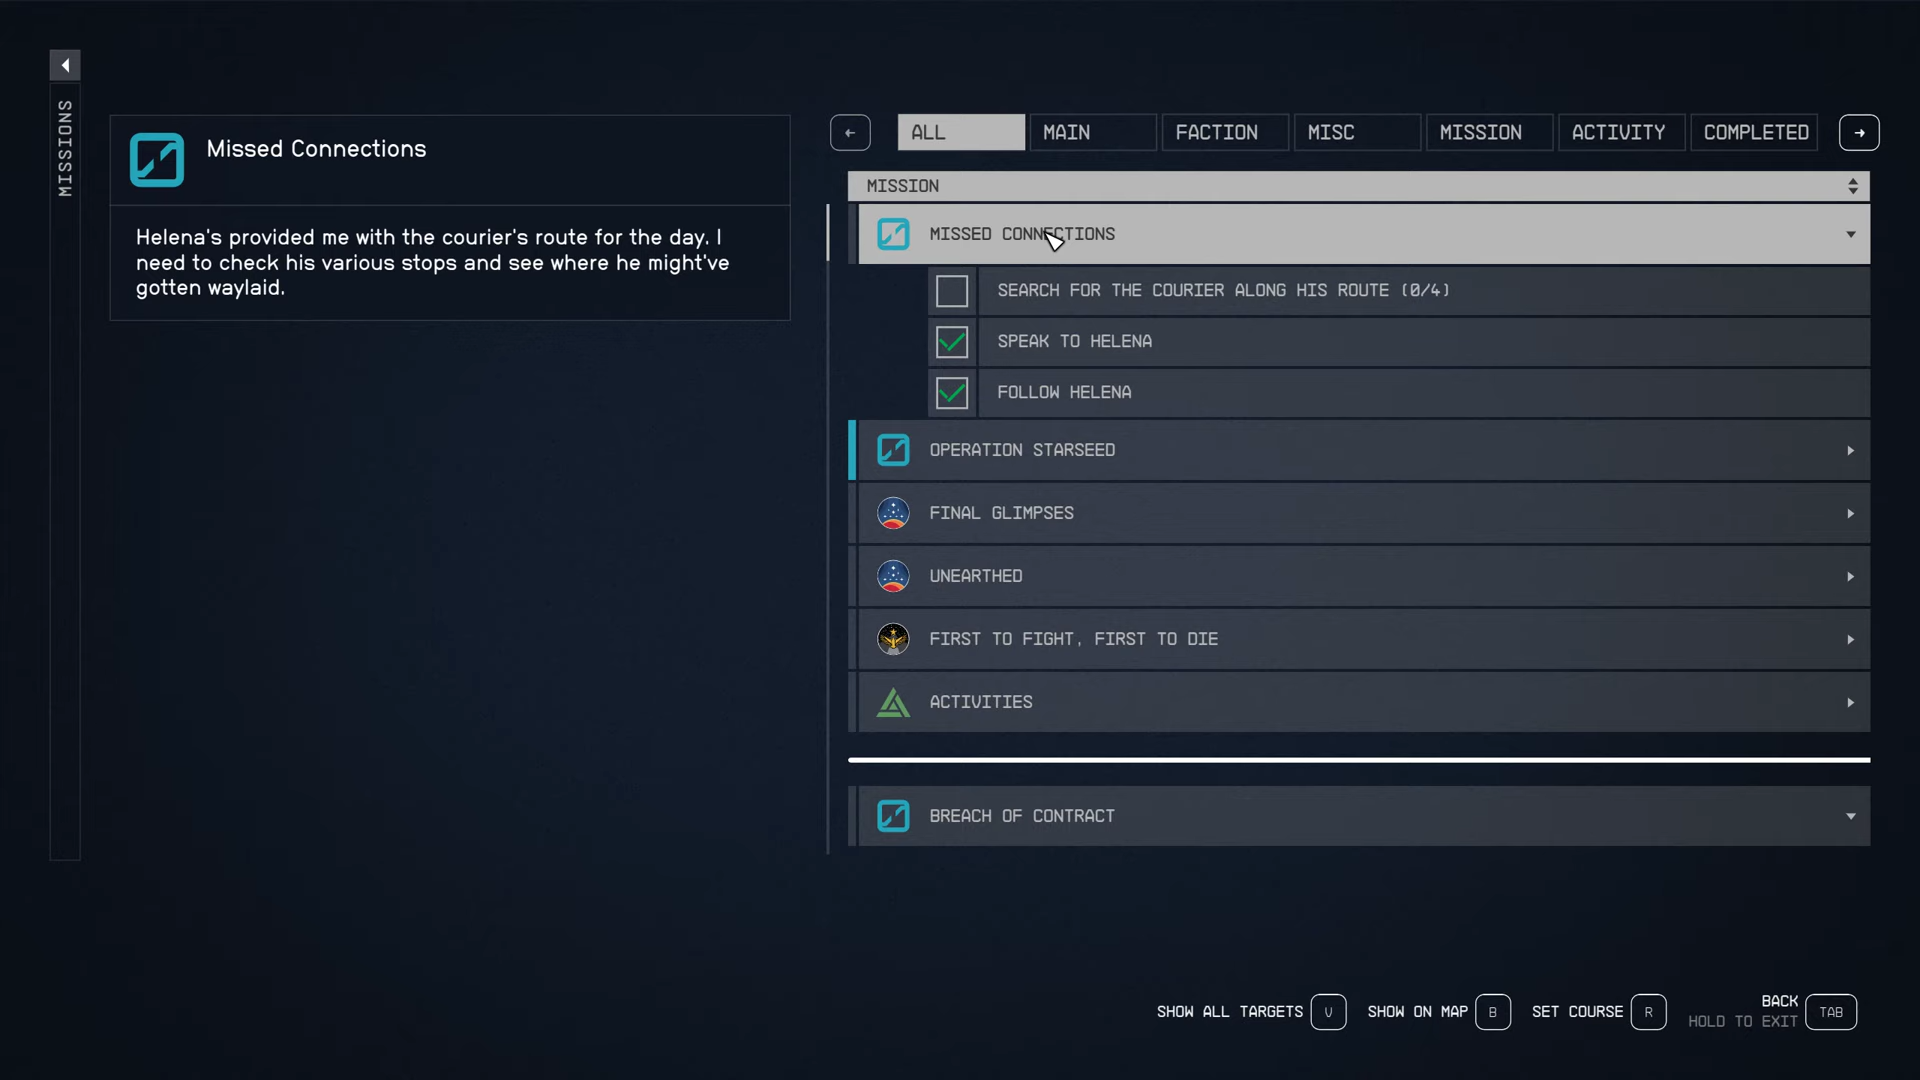 MISSIONS
Missed Connections
Helena's provided me with the courier's route for the day. I
need to check his various stops and see where he might've
gotten waylaid.
ALL
MAIN
FACTION
MISC
MISSION
ACTIVITY
COMPLETED
MISSION
MISSED CONNECTIONS
SEARCH FOR THE COURIER ALONG HIS ROUTE (0/4)
SPEAK TO HELENA
FOLLOW HELENA
OPERATION STARSEED
FINAL GLIMPSES
UNEARTHED
FIRST TO FIGHT, FIRST TO DIE
ACTIVITIES
BREACH OF CONTRACT
SHOW ALL TARGETS V
SHOW ON MAP B
SET COURSE R
BACK
HOLD TO EXIT
TAB